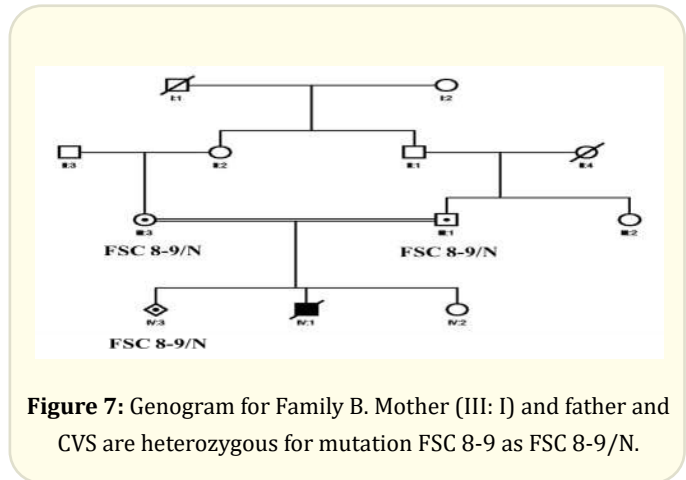 I:1 I:2
II:3 II:2 II:1 II:4
III:3 III:1 III:2
FSC 8-9/N FSC 8-9/N
IV:3 IV:1 IV:2
FSC 8-9/N
Figure 7: Genogram for Family B. Mother (III: I) and father and
CVS are heterozygous for mutation FSC 8-9 as FSC 8-9/N.